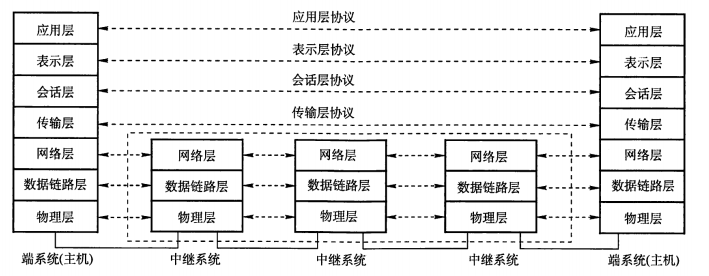 应用层协议
应用层 应用层
表示层协议
表示层 表示层
会话层协议
会话层 会话层
传输层协议
传输层 传输层
网络层 网络层 网络层 网络层 网络层
数据链路层 数据链路层 数据链路层 数据链路层 数据链路层
物理层 物理层 物理层 物理层 物理层
端系统(主机) 中继系统 中继系统 中继系统 端系统(主机)